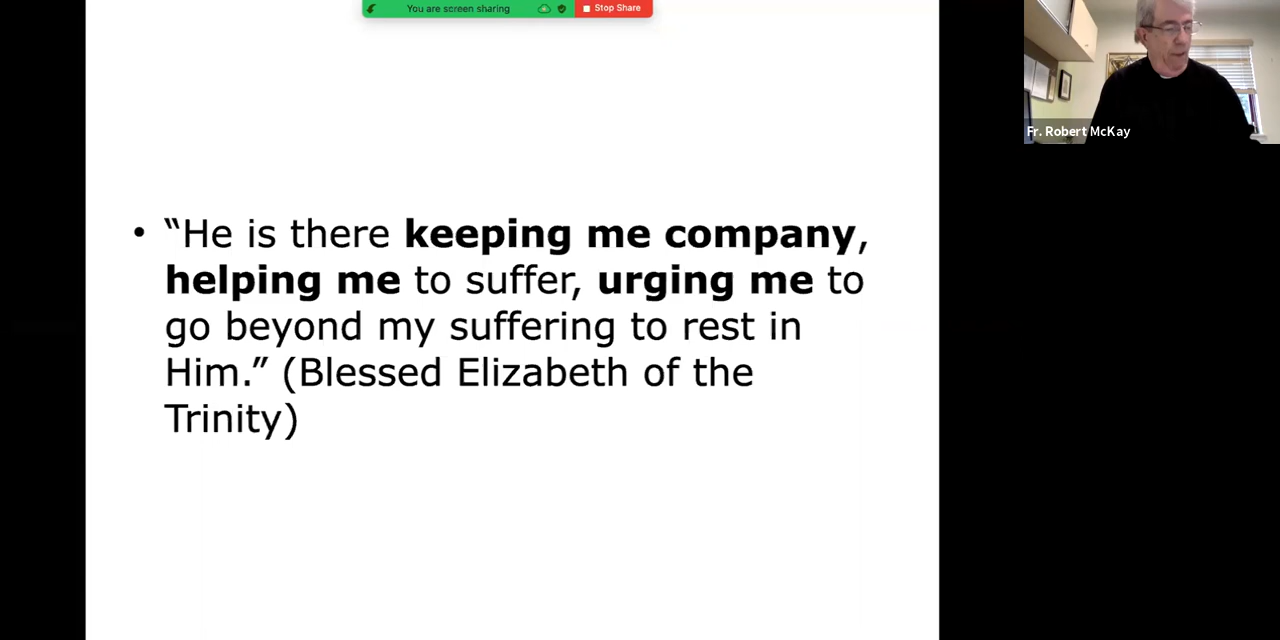 You are screen sharing Stop Share
Fr. Robert McKay
• “He is there keeping me company,
helping me to suffer, urging me to
go beyond my suffering to rest in
Him.” (Blessed Elizabeth of the
Trinity)